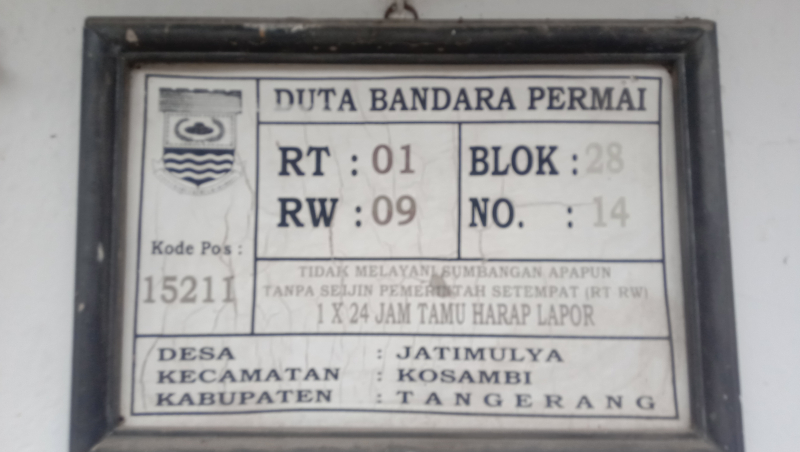 DUTA BANDARA PERMAI
RT : 01
RW : 09
BLOK : 28
NO. : 14
Kode Pos :
15211
TIDAK MELAYANI SUMBANGAN APAPUN
TANPA SEIJIN PEMERINTAH SETEMPAT (RT RW)
1 X 24 JAM TAMU HARAP LAPOR
DESA : JATIMULYA
KECAMATAN : KOSAMBI
KABUPATEN : TANGERANG